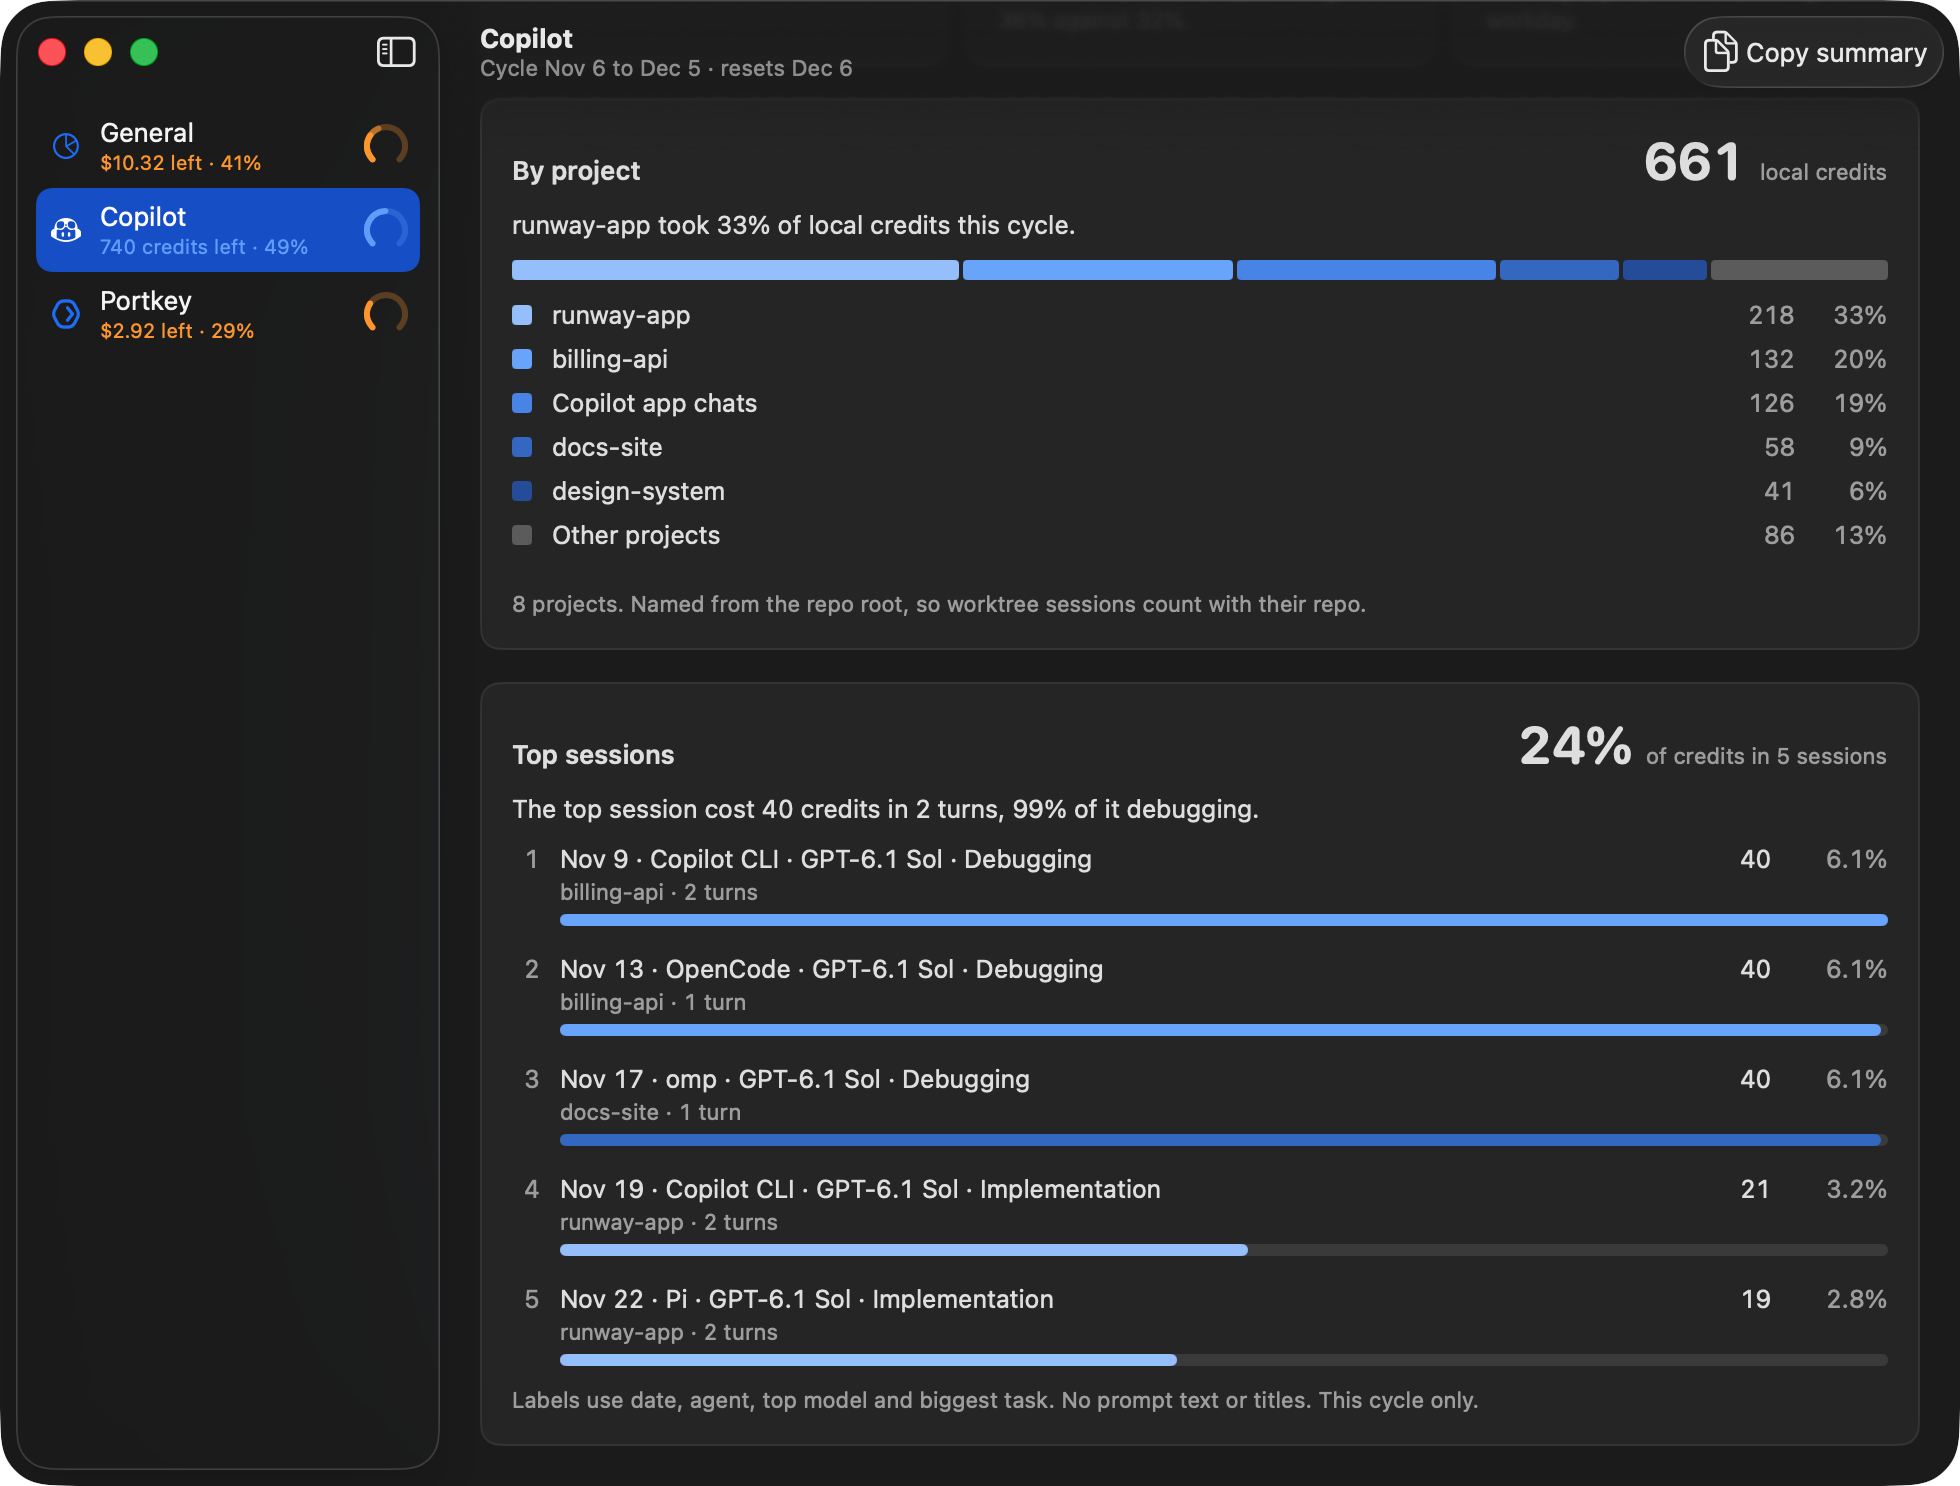 General
$10.32 left · 41%
Copilot
740 credits left · 49%
Portkey
$2.92 left · 29%
Copilot
Cycle Nov 6 to Dec 5 · resets Dec 6
Copy summary
By project
661 local credits
runway-app took 33% of local credits this cycle.
runway-app 218 33%
billing-api 132 20%
Copilot app chats 126 19%
docs-site 58 9%
design-system 41 6%
Other projects 86 13%
8 projects. Named from the repo root, so worktree sessions count with their repo.
Top sessions
24% of credits in 5 sessions
The top session cost 40 credits in 2 turns, 99% of it debugging.
1 Nov 9 · Copilot CLI · GPT-6.1 Sol · Debugging 40 6.1%
billing-api · 2 turns
2 Nov 13 · OpenCode · GPT-6.1 Sol · Debugging 40 6.1%
billing-api · 1 turn
3 Nov 17 · omp · GPT-6.1 Sol · Debugging 40 6.1%
docs-site · 1 turn
4 Nov 19 · Copilot CLI · GPT-6.1 Sol · Implementation 21 3.2%
runway-app · 2 turns
5 Nov 22 · Pi · GPT-6.1 Sol · Implementation 19 2.8%
runway-app · 2 turns
Labels use date, agent, top model and biggest task. No prompt text or titles. This cycle only.